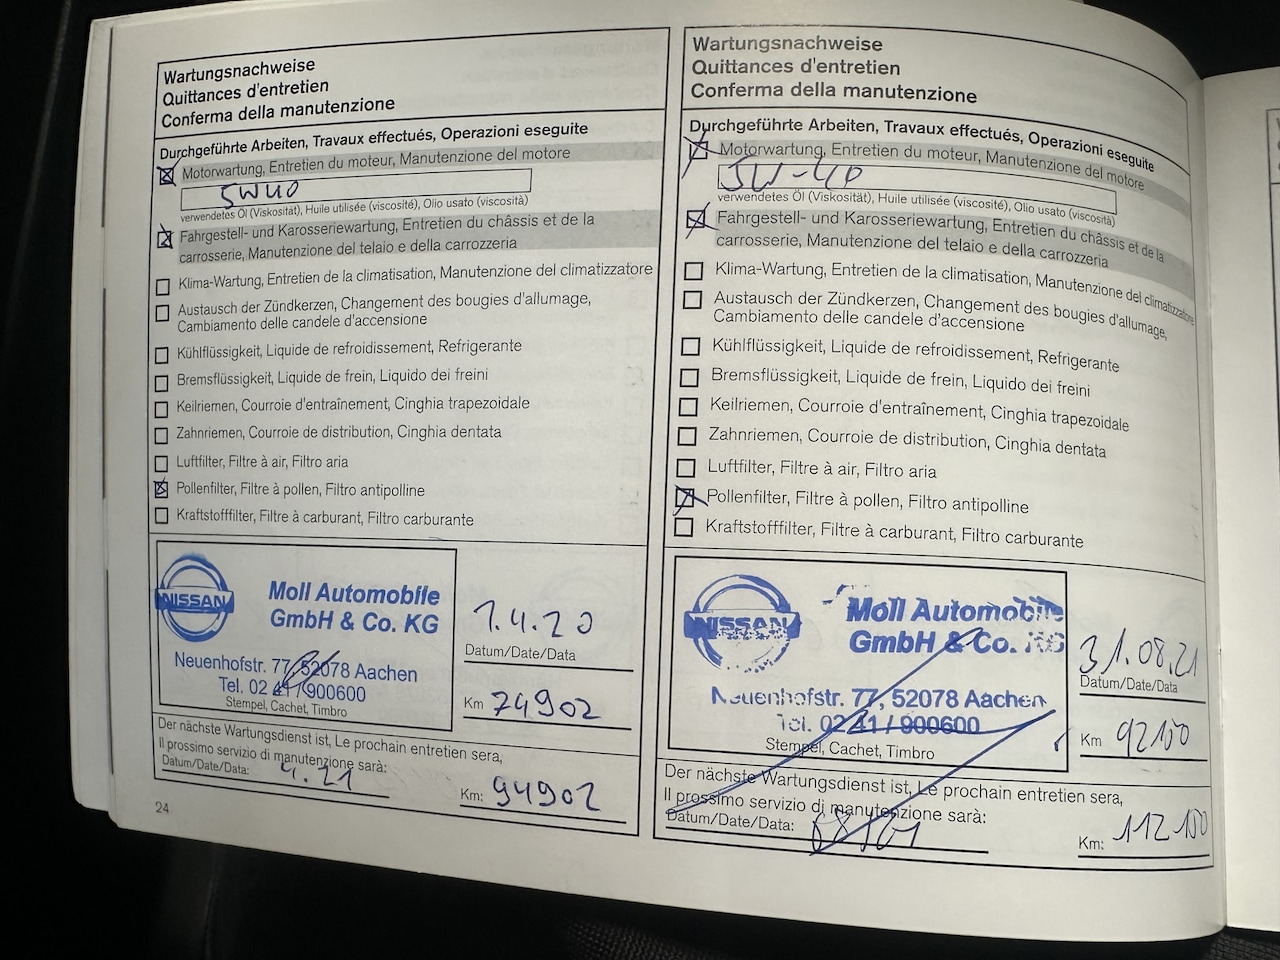 Wartungsnachweise
Quittances d'entretien
Conferma della manutenzione
Durchgeführte Arbeiten, Travaux effectués, Operazioni eseguite
Motorwartung, Entretien du moteur, Manutenzione del motore
5W40
verwendetes Öl (Viskosität), Huile utilisée (viscosité), Olio usato (viscosità)
Fahrgestell- und Karosseriewartung, Entretien du châssis et de la
carrosserie, Manutenzione del telaio e della carrozzeria
Klima-Wartung, Entretien de la climatisation, Manutenzione del climatizzatore
Austausch der Zündkerzen, Changement des bougies d'allumage,
Cambiamento delle candele d'accensione
Kühlflüssigkeit, Liquide de refroidissement, Refrigerante
Bremsflüssigkeit, Liquide de frein, Liquido dei freini
Keilriemen, Courroie d'entraînement, Cinghia trapezoidale
Zahnriemen, Courroie de distribution, Cinghia dentata
Luftfilter, Filtre à air, Filtro aria
Pollenfilter, Filtre à pollen, Filtro antipolline
Kraftstofffilter, Filtre à carburant, Filtro carburante
NISSAN
Moll Automobile
GmbH & Co. KG
Neuenhofstr. 77, 52078 Aachen
Tel. 02 41 / 900600
Stempel, Cachet, Timbro
1.4.20
Datum/Date/Data
Km 74902
Der nächste Wartungsdienst ist, Le prochain entretien sera,
Il prossimo servizio di manutenzione sarà:
Datum/Date/Data: 4.21
Km: 94902
24
Wartungsnachweise
Quittances d'entretien
Conferma della manutenzione
Durchgeführte Arbeiten, Travaux effectués, Operazioni eseguite
Motorwartung, Entretien du moteur, Manutenzione del motore
5W-40
verwendetes Öl (Viskosität), Huile utilisée (viscosité), Olio usato (viscosità)
Fahrgestell- und Karosseriewartung, Entretien du châssis et de la
carrosserie, Manutenzione del telaio e della carrozzeria
Klima-Wartung, Entretien de la climatisation, Manutenzione del climatizzatore
Austausch der Zündkerzen, Changement des bougies d'allumage,
Cambiamento delle candele d'accensione
Kühlflüssigkeit, Liquide de refroidissement, Refrigerante
Bremsflüssigkeit, Liquide de frein, Liquido dei freini
Keilriemen, Courroie d'entraînement, Cinghia trapezoidale
Zahnriemen, Courroie de distribution, Cinghia dentata
Luftfilter, Filtre à air, Filtro aria
Pollenfilter, Filtre à pollen, Filtro antipolline
Kraftstofffilter, Filtre à carburant, Filtro carburante
NISSAN
Moll Automobile
GmbH & Co. KG
Neuenhofstr. 77, 52078 Aachen
Tel. 02 41 / 900600
Stempel, Cachet, Timbro
31.08.21
Datum/Date/Data
Km 92100
Der nächste Wartungsdienst ist, Le prochain entretien sera,
Il prossimo servizio di manutenzione sarà:
Datum/Date/Data:
Km: 112100